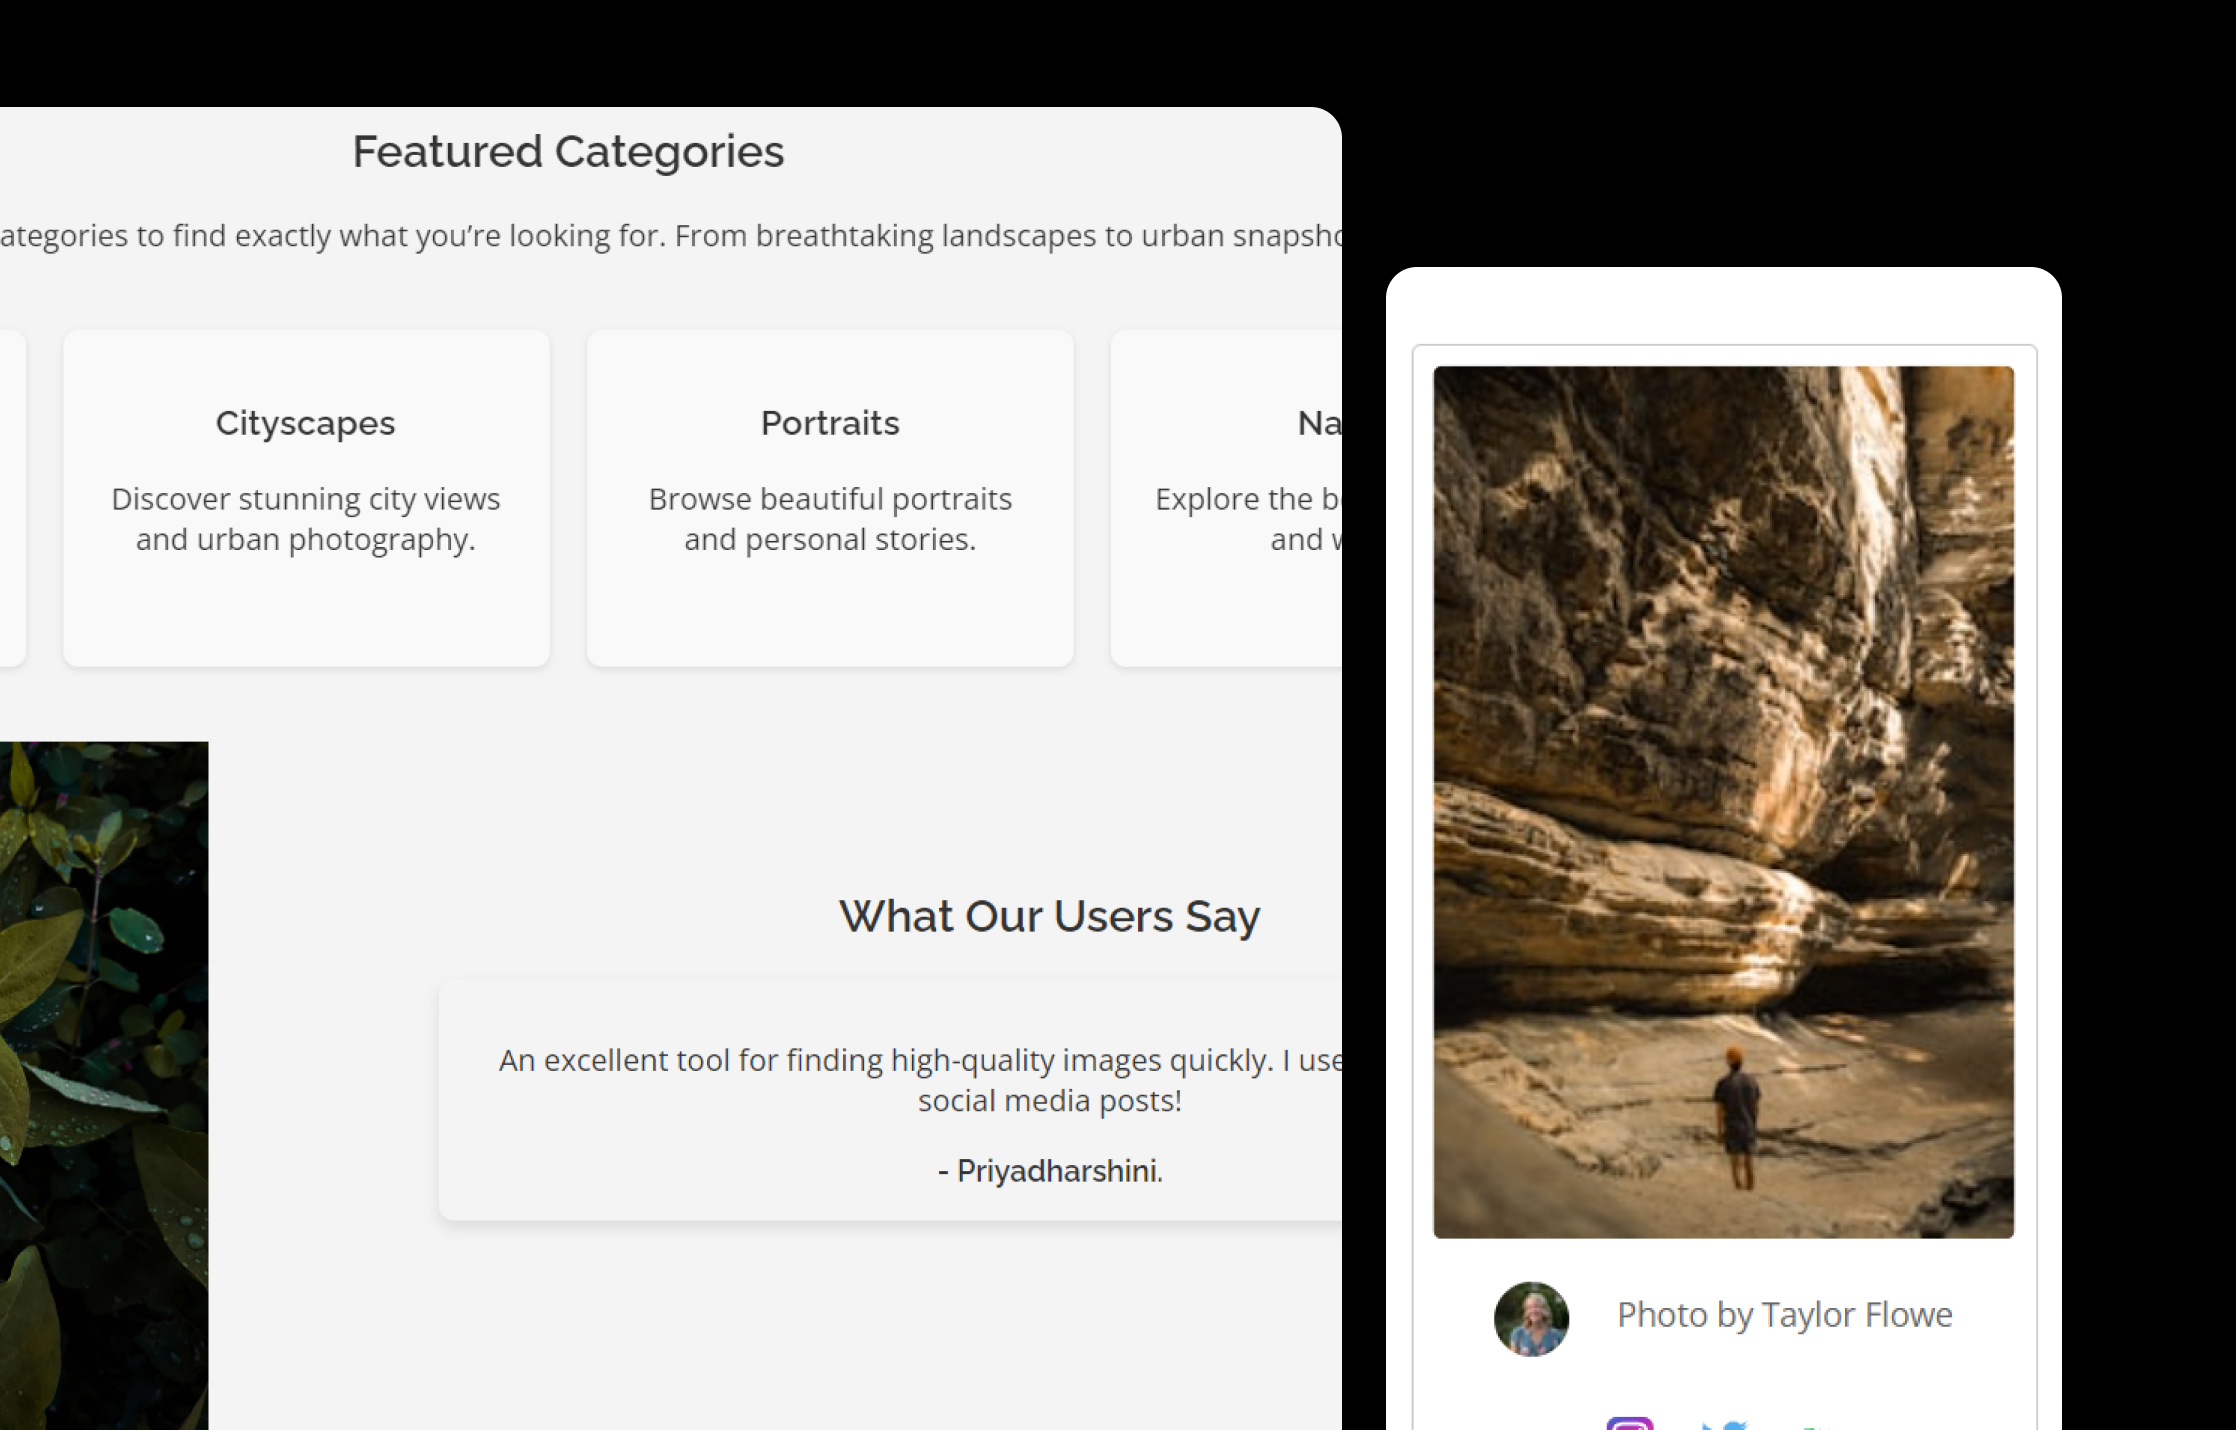 Featured Categories
ategories to find exactly what you're looking for. From breathtaking landscapes to urban
Cityscapes
Discover stunning city views
and urban photography.
Portraits
Browse beautiful portraits
and personal stories.
Explore the
and
What Our Users Say
An excellent tool for finding high-quality images quickly. I use
social media posts!
- Priyadharshini.
Photo by Taylor Flowe